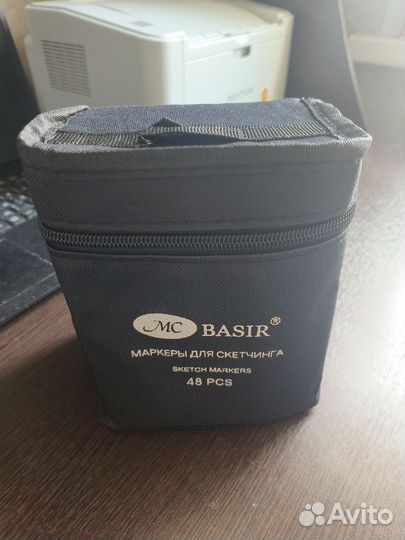 MC BASIR®
МАРКЕРЫ ДЛЯ СКЕТЧИНГА
SKETCH MARKERS
48 PCS
Avito